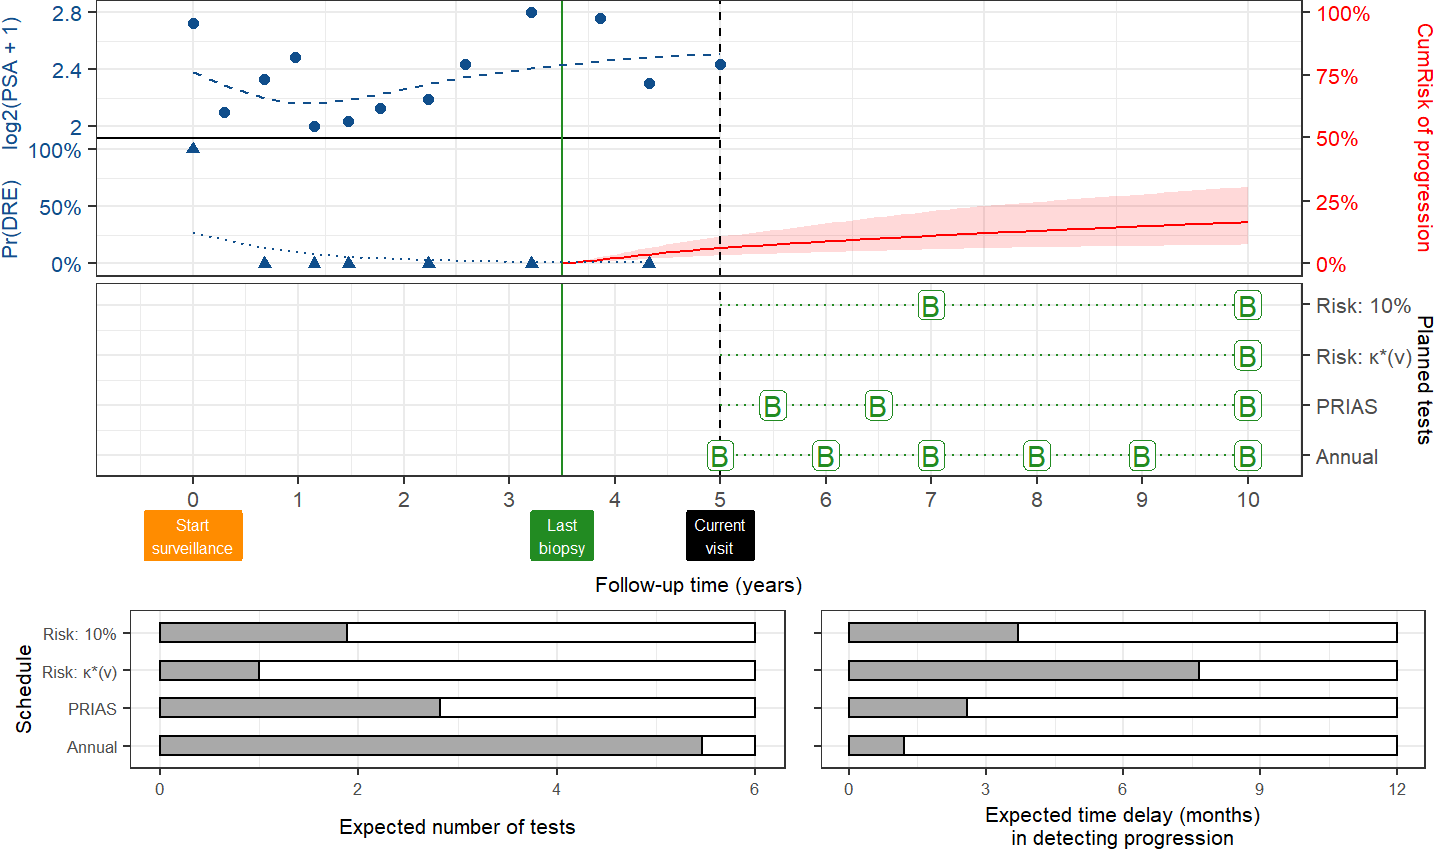 log2(PSA + 1)
2.8
2.4
2
Pr(DRE)
100%
50%
0%
100%
75%
50%
25%
0%
CumRisk of progression
B
B
Risk: 10%
B
Risk: κ*(v)
B
B
B
PRIAS
B
B
B
B
B
B
Annual
Planned tests
0
1
2
3
4
5
6
7
8
9
10
Start
surveillance
Last
biopsy
Current
visit
Follow-up time (years)
Schedule
Risk: 10%
Risk: κ*(v)
PRIAS
Annual
0
2
4
6
Expected number of tests
0
3
6
9
12
Expected time delay (months)
in detecting progression